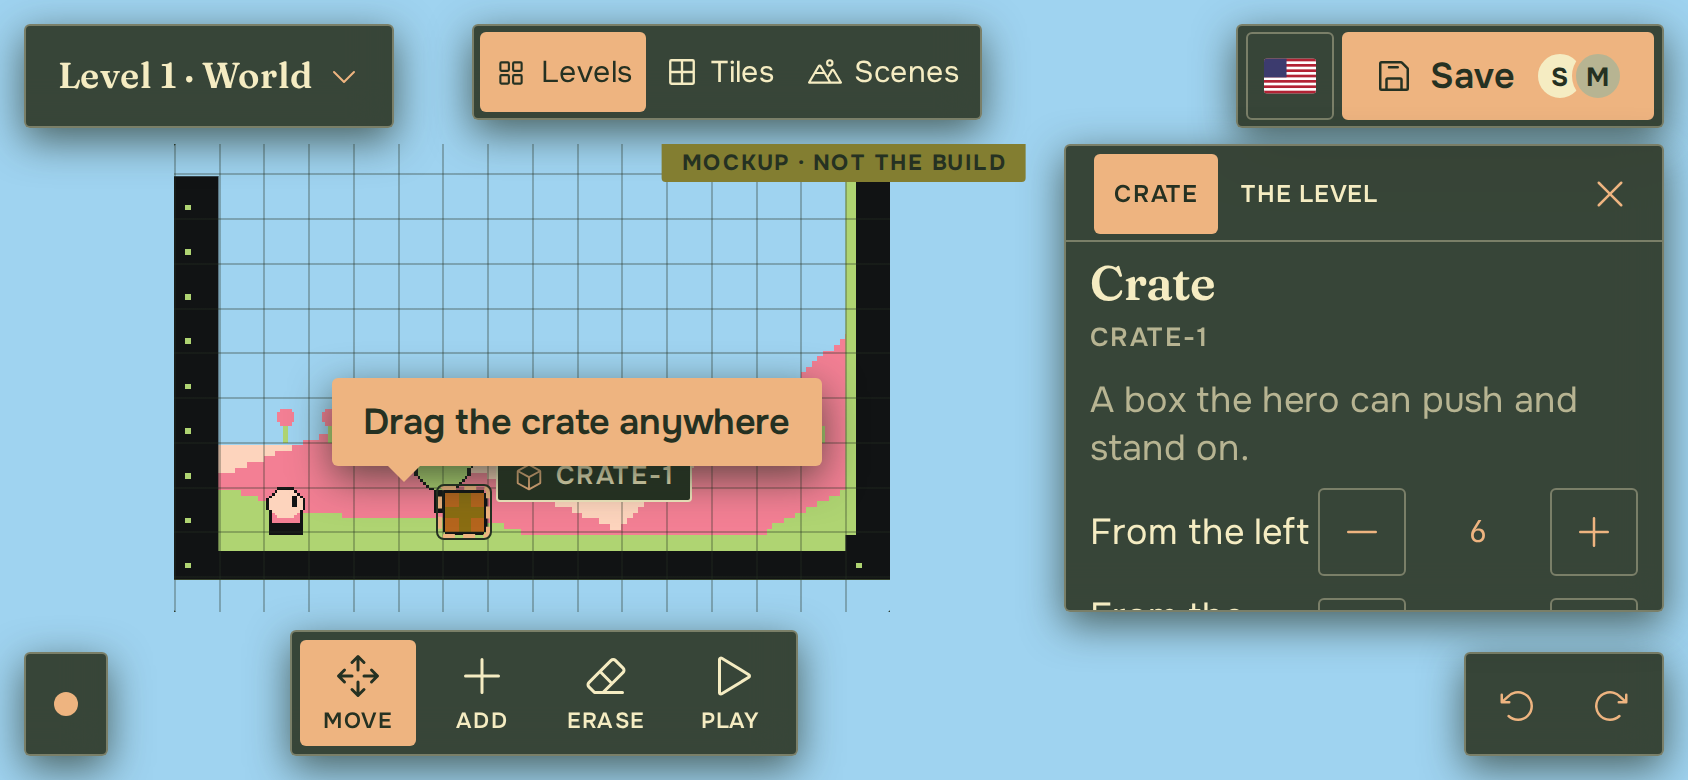 Level 1 · World
Levels
Tiles
Scenes
Save
S
M
MOCKUP · NOT THE BUILD
CRATE
THE LEVEL
Crate
CRATE-1
A box the hero can push and
stand on.
From the left
6
From the
Drag the crate anywhere
CRATE-1
MOVE
ADD
ERASE
PLAY